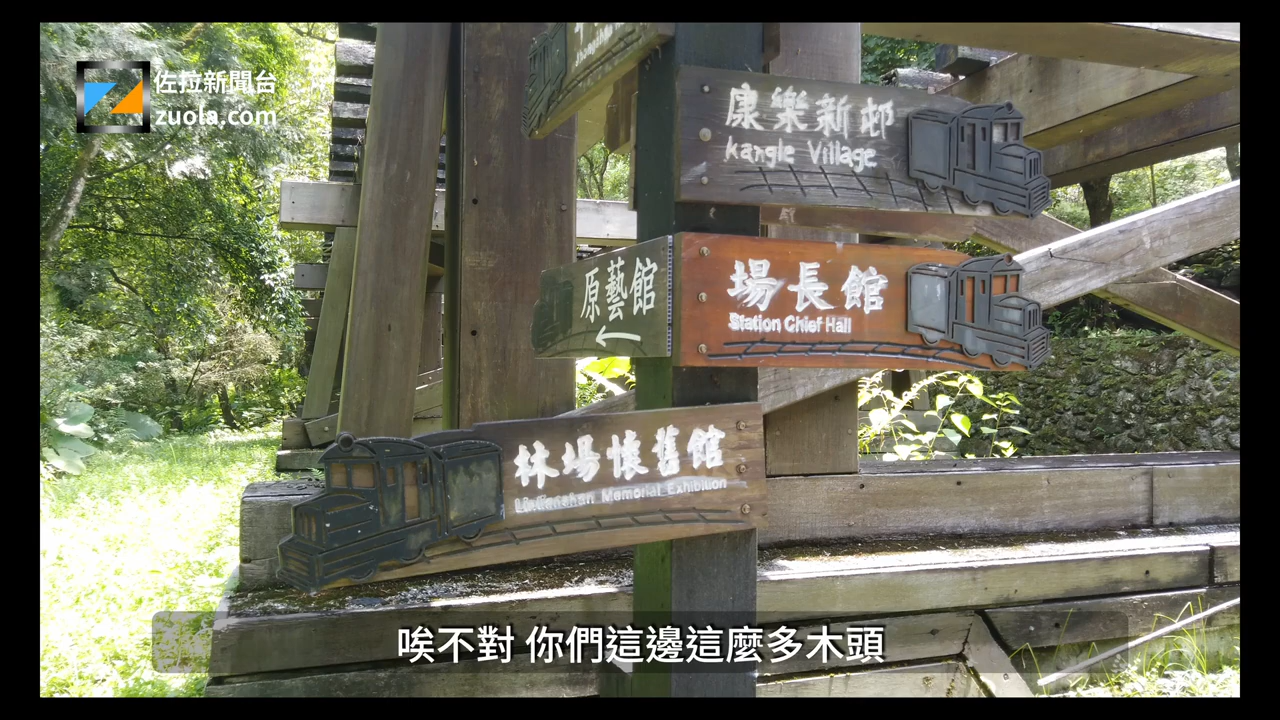 佐拉新聞台
zuola.com
康樂新邨
kangle Village
原藝館
場長館
Station Chief Hall
林場懷舊館
Memorial Exhibition
唉不對 你們這邊這麼多木頭